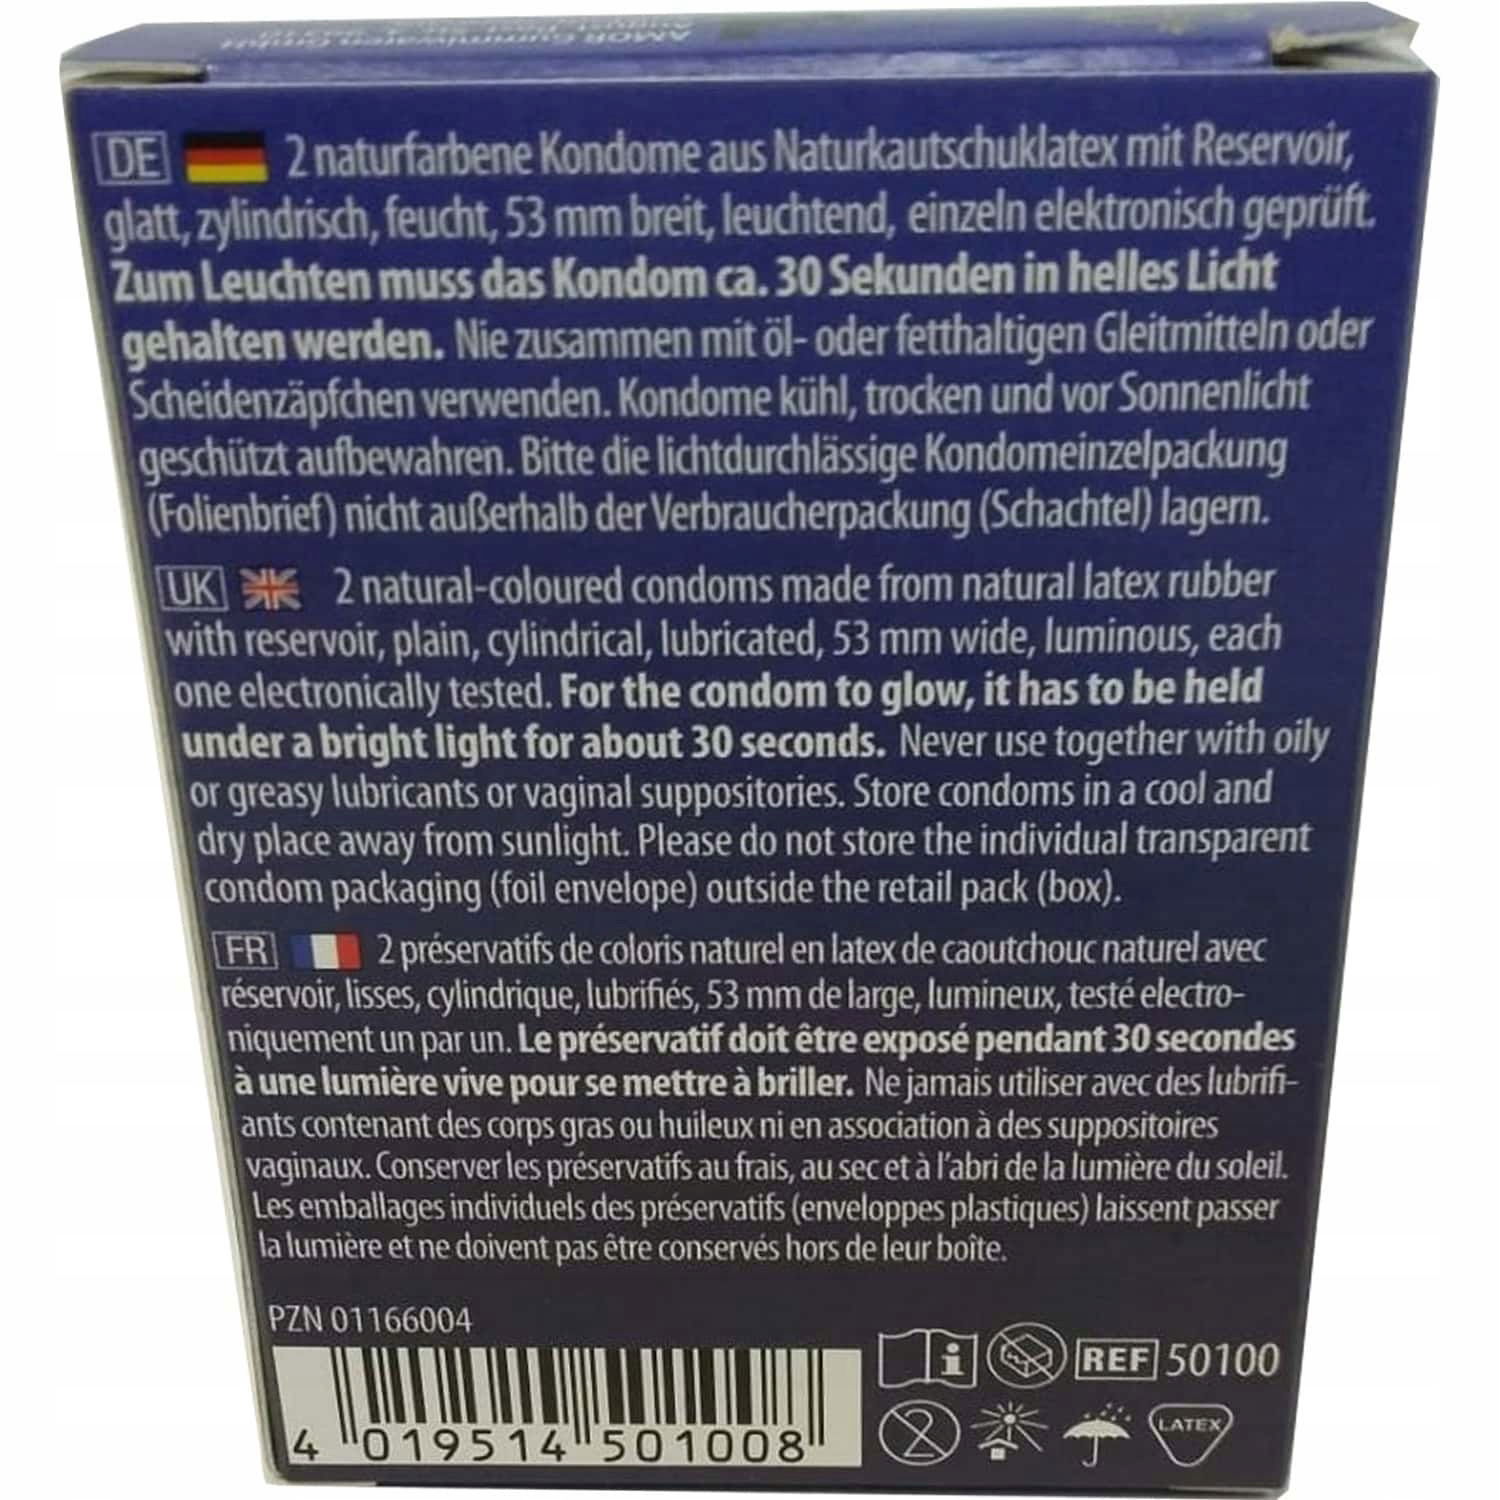 AMOR Gummiwaren GmbH
DE 2 naturfarbene Kondome aus Naturkautschuklatex mit Reservoir,
glatt, zylindrisch, feucht, 53 mm breit, leuchtend, einzeln elektronisch geprüft.
Zum Leuchten muss das Kondom ca. 30 Sekunden in helles Licht
gehalten werden. Nie zusammen mit öl- oder fetthaltigen Gleitmitteln oder
Scheidenzäpfchen verwenden. Kondome kühl, trocken und vor Sonnenlicht
geschützt aufbewahren. Bitte die lichtdurchlässige Kondomeinzelpackung
(Folienbrief) nicht außerhalb der Verbraucherpackung (Schachtel) lagern.
UK 2 natural-coloured condoms made from natural latex rubber
with reservoir, plain, cylindrical, lubricated, 53 mm wide, luminous, each
one electronically tested. For the condom to glow, it has to be held
under a bright light for about 30 seconds. Never use together with oily
or greasy lubricants or vaginal suppositories. Store condoms in a cool and
dry place away from sunlight. Please do not store the individual transparent
condom packaging (foil envelope) outside the retail pack (box).
FR 2 préservatifs de coloris naturel en latex de caoutchouc naturel avec
réservoir, lisses, cylindrique, lubrifiés, 53 mm de large, lumineux, testé electro-
niquement un par un. Le préservatif doit être exposé pendant 30 secondes
à une lumière vive pour se mettre à briller. Ne jamais utiliser avec des lubrifi-
ants contenant des corps gras ou huileux ni en association à des suppositoires
vaginaux. Conserver les préservatifs au frais, au sec et à l'abri de la lumière du soleil.
Les emballages individuels des préservatifs (enveloppes plastiques) laissent passer
la lumière et ne doivent pas être conservés hors de leur boîte.
PZN 01166004
4 019514 501008
i REF 50100
2 LATEX